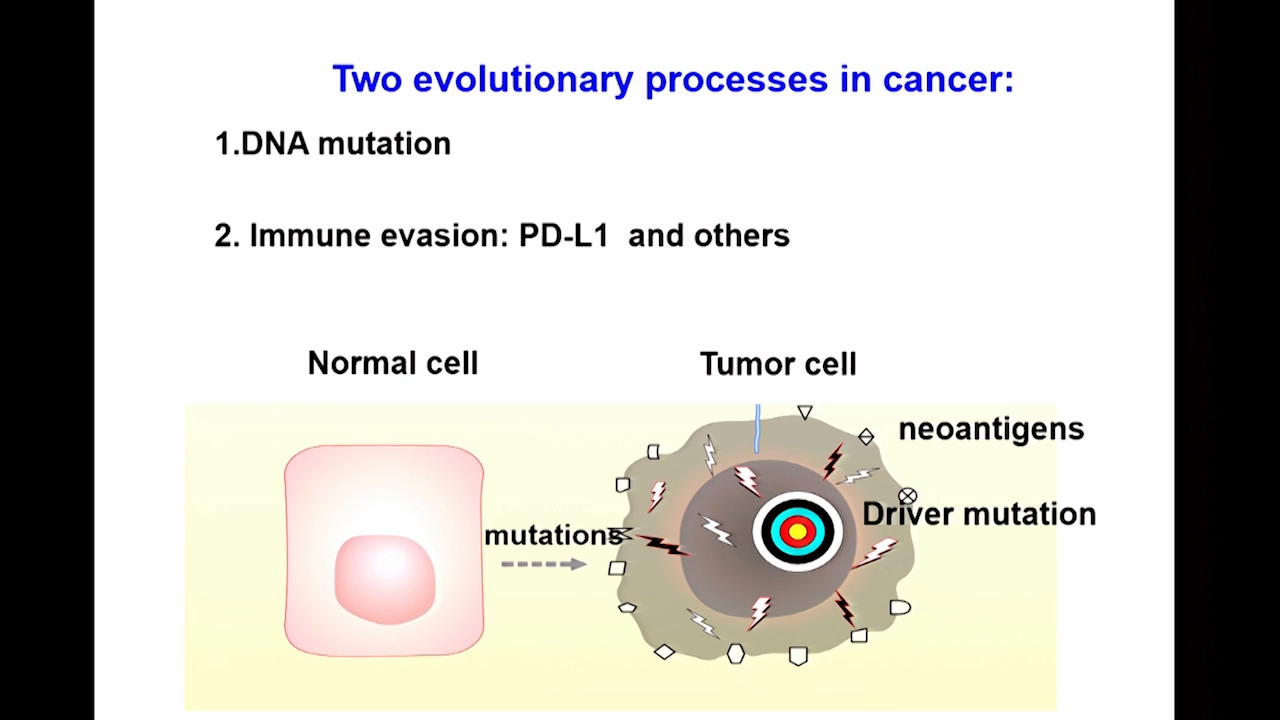 Two evolutionary processes in cancer:
1.DNA mutation
2. Immune evasion: PD-L1 and others
Normal cell
Tumor cell
neoantigens
Driver mutation
mutations